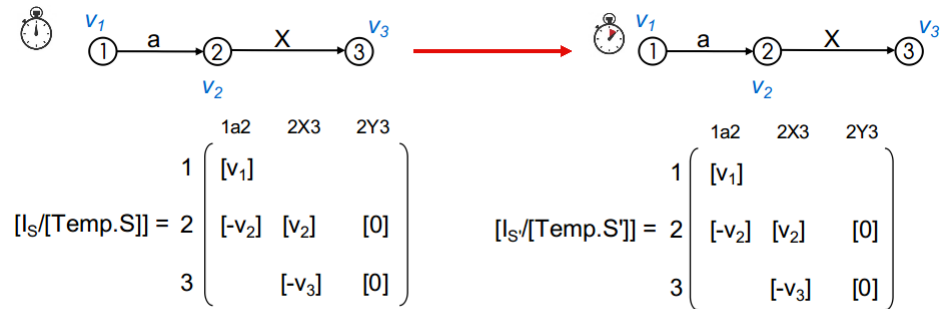 v₁ v₃ v₁ v₃
1 a 2 X 3 1 a 2 X 3
v₂ v₂
1a2 2X3 2Y3 1a2 2X3 2Y3
1 [v₁] 1 [v₁]
[I_S/[Temp.S]] = 2 [-v₂] [v₂] [0] [I_S'/[Temp.S']] = 2 [-v₂] [v₂] [0]
3 [-v₃] [0] 3 [-v₃] [0]